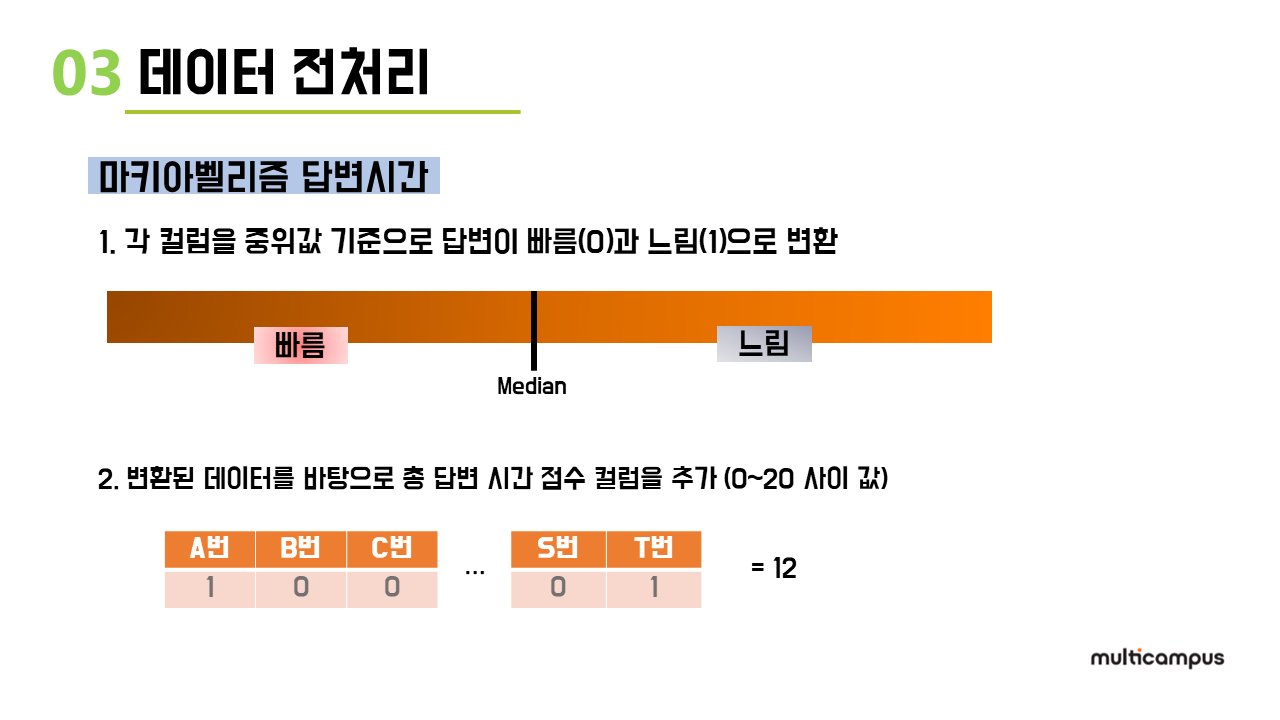 03 데이터 전처리
마키아벨리즘 답변시간
1. 각 컬럼을 중위값 기준으로 답변이 빠름(0)과 느림(1)으로 변환
빠름 느림
Median
2. 변환된 데이터를 바탕으로 총 답변 시간 점수 컬럼을 추가 (0~20 사이 값)
A번 B번 C번 S번 T번
... = 12
1 0 0 0 1
multicampus